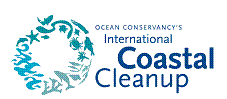 OCEAN CONSERVANCY'S
International
Coastal
Cleanup